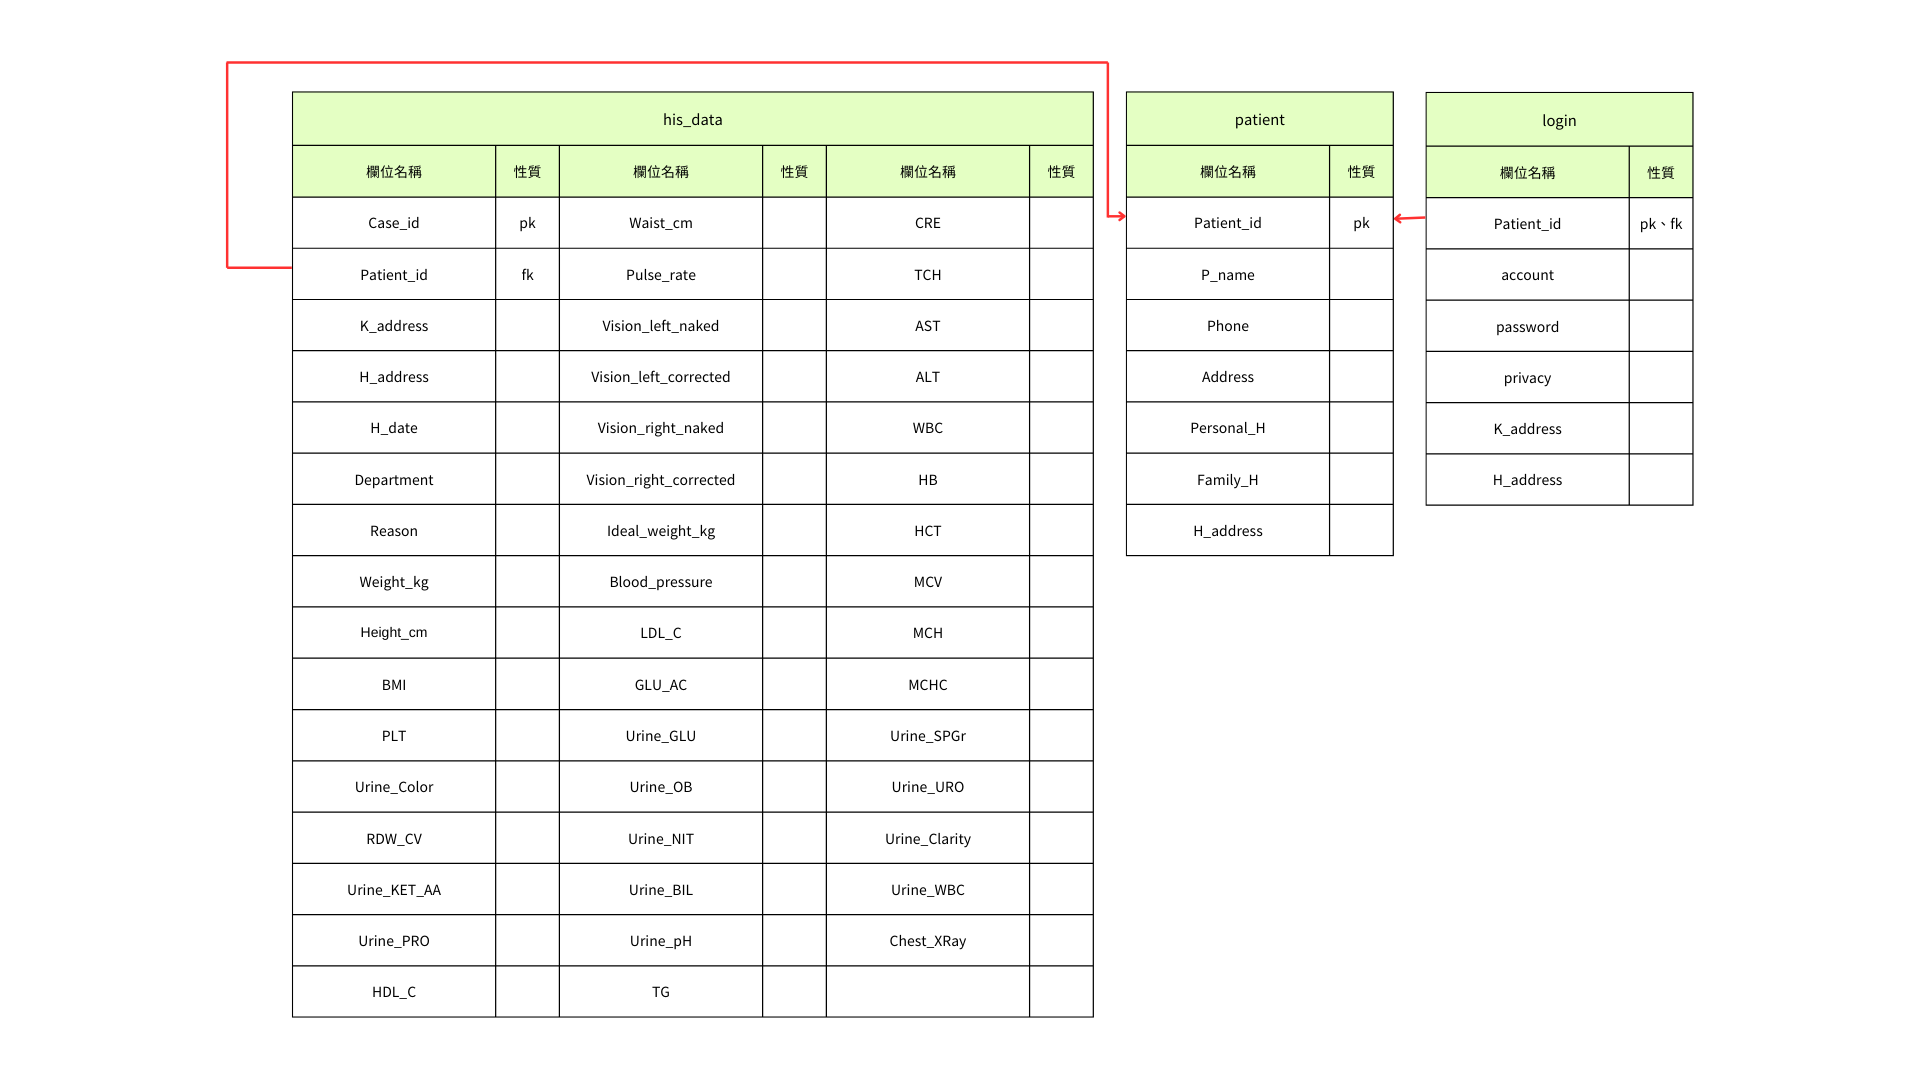 his_data
欄位名稱 性質 欄位名稱 性質 欄位名稱 性質
Case_id pk Waist_cm CRE
Patient_id fk Pulse_rate TCH
K_address Vision_left_naked AST
H_address Vision_left_corrected ALT
H_date Vision_right_naked WBC
Department Vision_right_corrected HB
Reason Ideal_weight_kg HCT
Weight_kg Blood_pressure MCV
Height_cm LDL_C MCH
BMI GLU_AC MCHC
PLT Urine_GLU Urine_SPGr
Urine_Color Urine_OB Urine_URO
RDW_CV Urine_NIT Urine_Clarity
Urine_KET_AA Urine_BIL Urine_WBC
Urine_PRO Urine_pH Chest_XRay
HDL_C TG
patient
欄位名稱 性質
Patient_id pk
P_name
Phone
Address
Personal_H
Family_H
H_address
login
欄位名稱 性質
Patient_id pk、fk
account
password
privacy
K_address
H_address